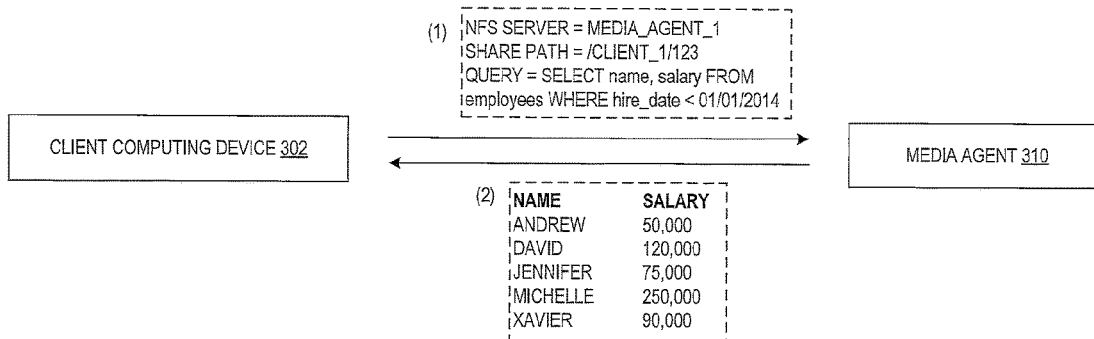 (1) NFS SERVER = MEDIA_AGENT_1
SHARE PATH = /CLIENT_1/123
QUERY = SELECT name, salary FROM
employees WHERE hire_date < 01/01/2014
CLIENT COMPUTING DEVICE 302
MEDIA AGENT 310
(2) NAME SALARY
ANDREW 50,000
DAVID 120,000
JENNIFER 75,000
MICHELLE 250,000
XAVIER 90,000